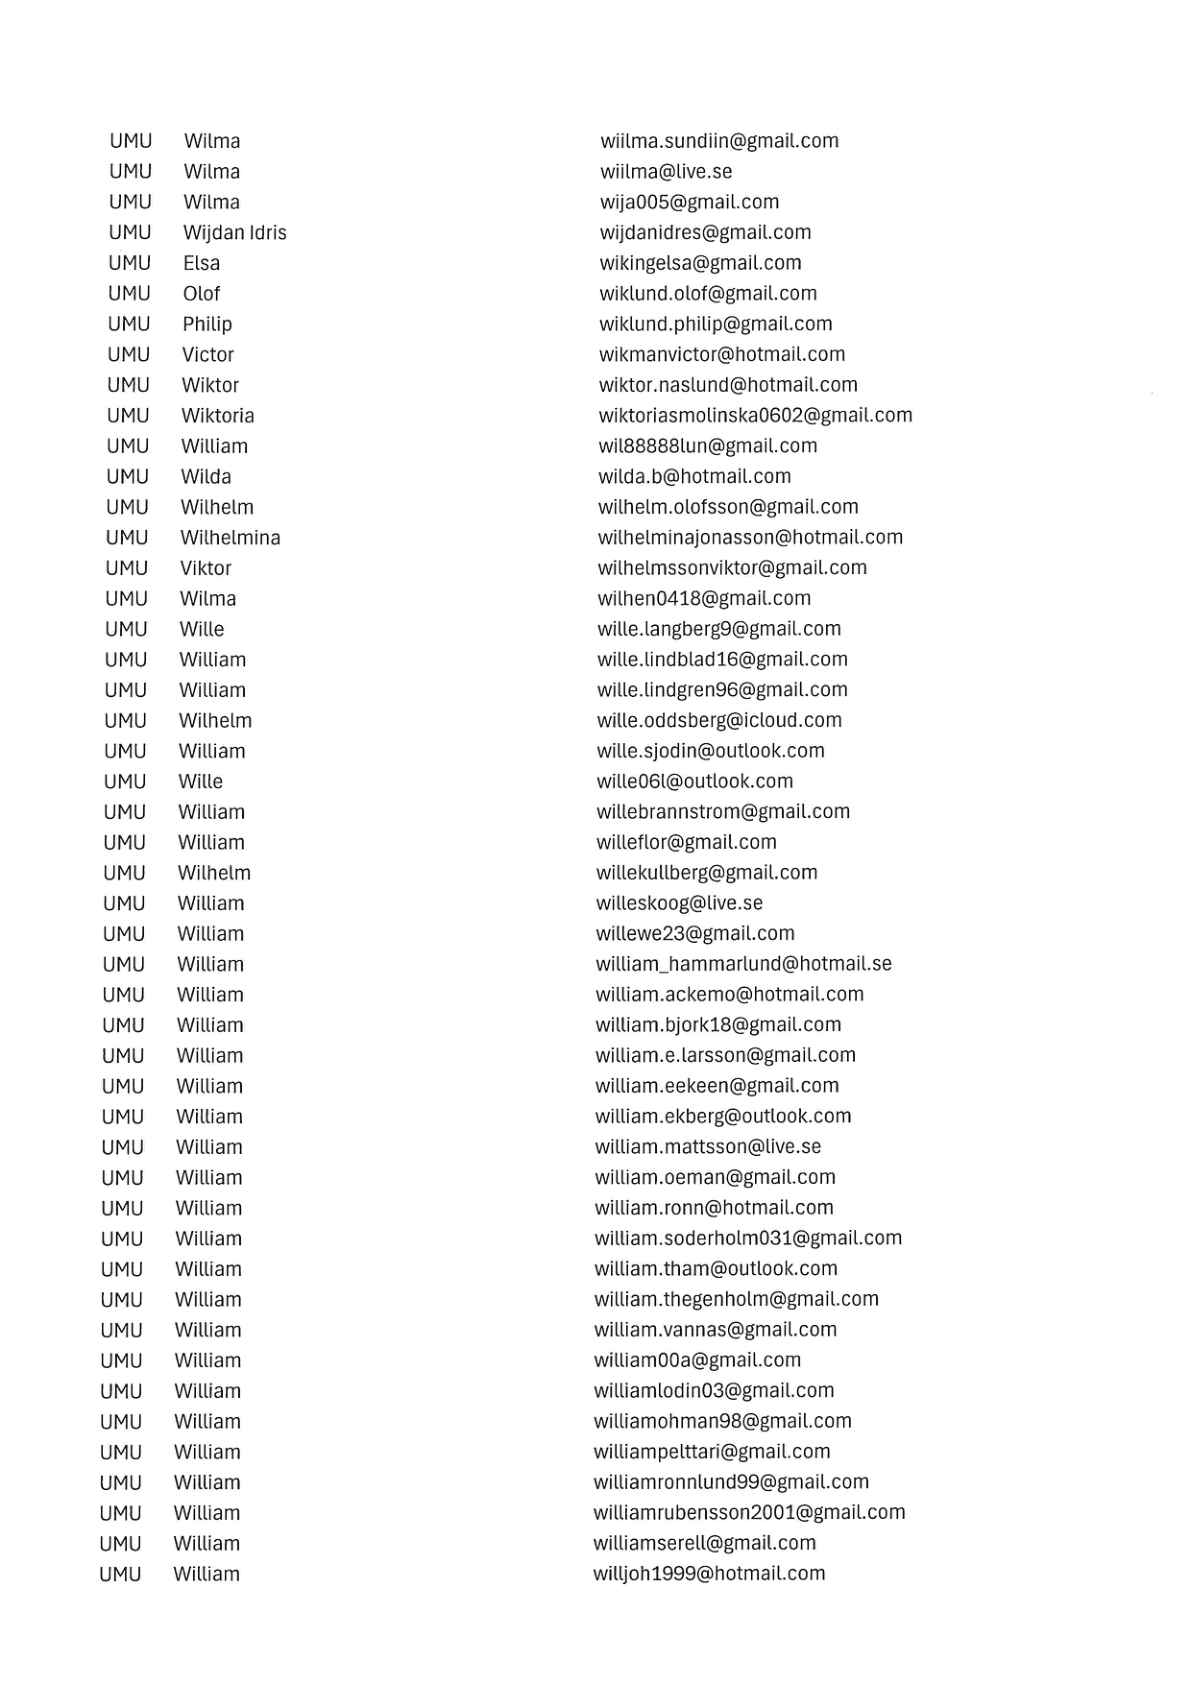 UMU Wilma wiilma.sundiin@gmail.com
UMU Wilma wiilma@live.se
UMU Wilma wija005@gmail.com
UMU Wijdan Idris wijdanidres@gmail.com
UMU Elsa wikingelsa@gmail.com
UMU Olof wiklund.olof@gmail.com
UMU Philip wiklund.philip@gmail.com
UMU Victor wikmanvictor@hotmail.com
UMU Wiktor wiktor.naslund@hotmail.com
UMU Wiktoria wiktoriasmolinska0602@gmail.com
UMU William wil88888lun@gmail.com
UMU Wilda wilda.b@hotmail.com
UMU Wilhelm wilhelm.olofsson@gmail.com
UMU Wilhelmina wilhelminajonasson@hotmail.com
UMU Viktor wilhelmssonviktor@gmail.com
UMU Wilma wilhen0418@gmail.com
UMU Wille wille.langberg9@gmail.com
UMU William wille.lindblad16@gmail.com
UMU William wille.lindgren96@gmail.com
UMU Wilhelm wille.oddsberg@icloud.com
UMU William wille.sjodin@outlook.com
UMU Wille wille06l@outlook.com
UMU William willebrannstrom@gmail.com
UMU William willeflor@gmail.com
UMU Wilhelm willekullberg@gmail.com
UMU William willeskoog@live.se
UMU William willewe23@gmail.com
UMU William william_hammarlund@hotmail.se
UMU William william.ackemo@hotmail.com
UMU William william.bjork18@gmail.com
UMU William william.e.larsson@gmail.com
UMU William william.eekeen@gmail.com
UMU William william.ekberg@outlook.com
UMU William william.mattsson@live.se
UMU William william.oeman@gmail.com
UMU William william.ronn@hotmail.com
UMU William william.soderholm031@gmail.com
UMU William william.tham@outlook.com
UMU William william.thegenholm@gmail.com
UMU William william.vannas@gmail.com
UMU William william00a@gmail.com
UMU William williamlodin03@gmail.com
UMU William williamohman98@gmail.com
UMU William williampelttari@gmail.com
UMU William williamronnlund99@gmail.com
UMU William williamrubensson2001@gmail.com
UMU William williamserell@gmail.com
UMU William willjoh1999@hotmail.com